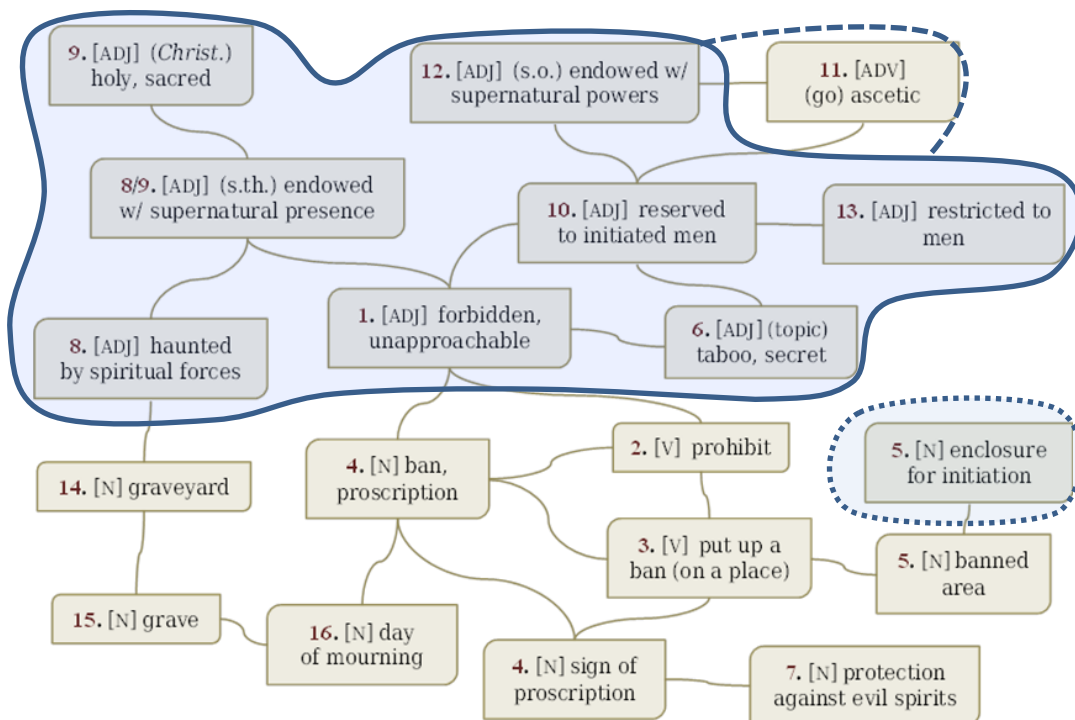 9. [ADJ] (Christ.)
holy, sacred
12. [ADJ] (s.o.) endowed w/
supernatural powers
11. [ADV]
(go) ascetic
8/9. [ADJ] (s.th.) endowed
w/ supernatural presence
10. [ADJ] reserved
to initiated men
13. [ADJ] restricted to
men
1. [ADJ] forbidden,
unapproachable
6. [ADJ] (topic)
taboo, secret
8. [ADJ] haunted
by spiritual forces
4. [N] ban,
proscription
2. [V] prohibit
5. [N] enclosure
for initiation
14. [N] graveyard
3. [V] put up a
ban (on a place)
5. [N] banned
area
15. [N] grave
16. [N] day
of mourning
4. [N] sign of
proscription
7. [N] protection
against evil spirits